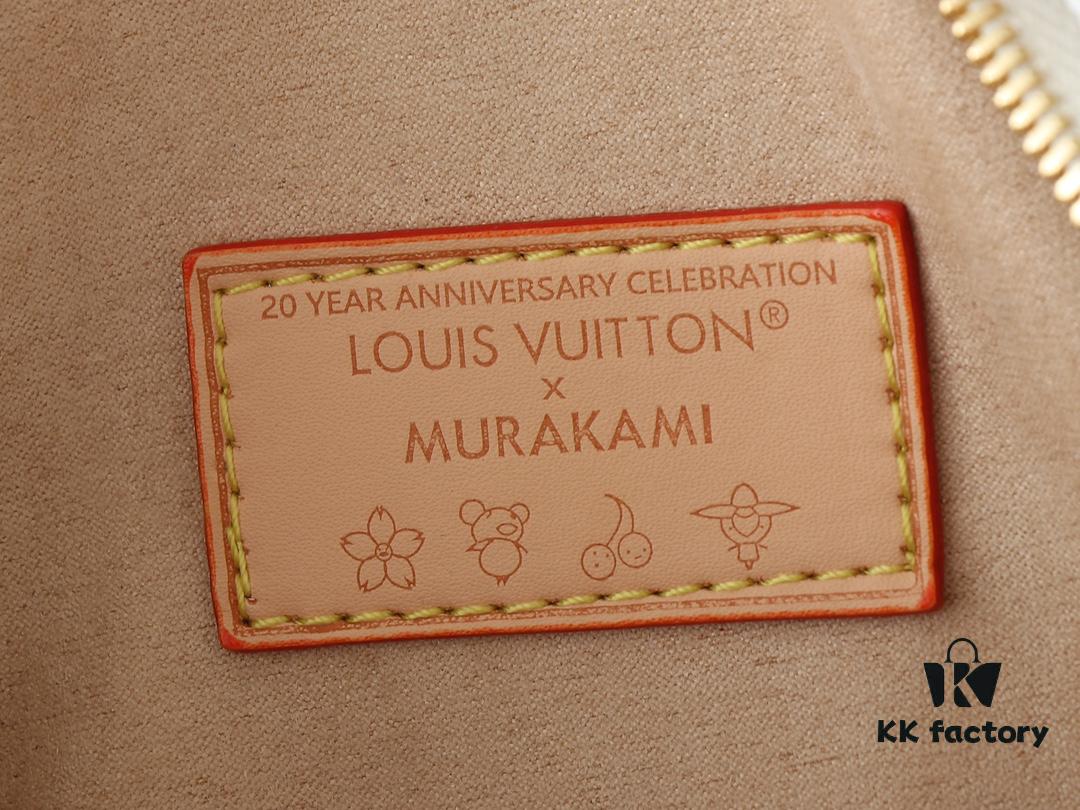 20 YEAR ANNIVERSARY CELEBRATION
LOUIS VUITTON®
x
MURAKAMI
K
KK factory